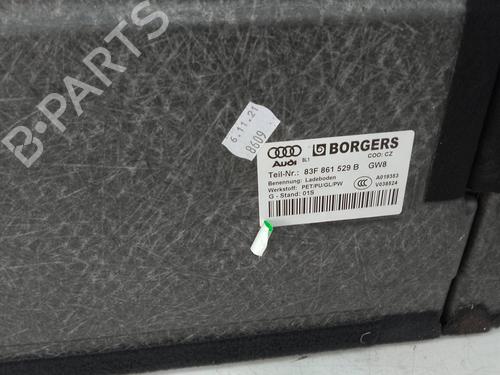 B-PARTS
6.11.21
8609
Audi
BL1
BORGERS
COO: CZ
Teil-Nr.: 83F 861 529 B GW8
Benennung: Ladeboden
Werkstoff: PET/PU/GL/PW
G - Stand: 01S
CCC
A019353
V038524